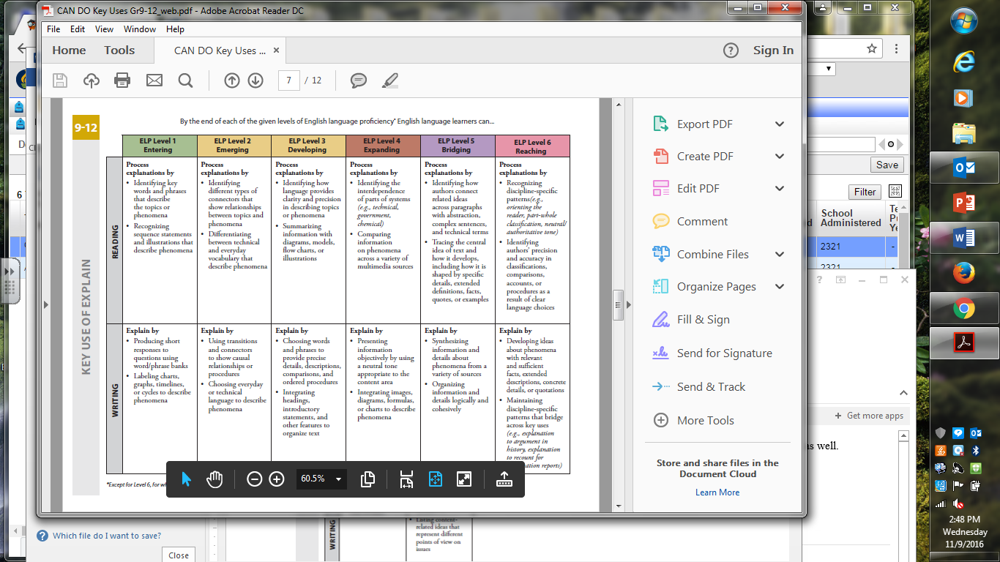 CAN DO Key Uses Gr9-12_web.pdf - Adobe Acrobat Reader DC
File Edit View Window Help
Home Tools CAN DO Key Uses ... × Sign In
7 / 12
9-12
By the end of each of the given levels of English language proficiency* English language learners can...
ELP Level 1
Entering
ELP Level 2
Emerging
ELP Level 3
Developing
ELP Level 4
Expanding
ELP Level 5
Bridging
ELP Level 6
Reaching
KEY USE OF EXPLAIN
READING
Process
explanations by
• Identifying key
words and phrases
that describe
the topics or
phenomena
• Recognizing
sequence statements
and illustrations that
describe phenomena
Process
explanations by
• Identifying
different types of
connectors that
show relationships
between topics and
phenomena
• Differentiating
between technical
and everyday
vocabulary that
describe phenomena
Process
explanations by
• Identifying how
language provides
clarity and precision
in describing topics
or phenomena
• Summarizing
information with
diagrams, models,
flow charts, or
illustrations
Process
explanations by
• Identifying the
interdependence
of parts of systems
(e.g., technical,
government,
chemical)
• Comparing
information
on phenomena
across a variety of
multimedia sources
Process
explanations by
• Identifying how
authors connect
related ideas
across paragraphs
with abstraction,
complex sentences,
and technical terms
• Tracing the central
idea of text and
how it develops,
including how it is
shaped by specific
details, extended
definitions, facts,
quotes, or examples
Process
explanations by
• Recognizing
discipline-specific
patterns(e.g.,
orienting the
reader, part-whole
classification, neutral/
authoritative tone)
• Identifying
authors' precision
and accuracy in
classifications,
comparisons,
accounts, or
procedures as a
result of clear
language choices
WRITING
Explain by
• Producing short
responses to
questions using
word/phrase banks
• Labeling charts,
graphs, timelines,
or cycles to describe
phenomena
Explain by
• Using transitions
and connectors
to show causal
relationships or
procedures
• Choosing everyday
or technical
language to describe
phenomena
Explain by
• Choosing words
and phrases to
provide precise
details, descriptions,
comparisons, and
ordered procedures
• Integrating
headings,
introductory
statements, and
other features to
organize text
Explain by
• Presenting
information
objectively by using
a neutral tone
appropriate to the
content area
• Integrating images,
diagrams, formulas,
or charts to describe
phenomena
Explain by
• Synthesizing
information and
details about
phenomena from a
variety of sources
• Organizing
information and
details logically and
cohesively
Explain by
• Developing ideas
about phenomena
with relevant
and sufficient
facts, extended
descriptions, concrete
details, or quotations
• Maintaining
discipline-specific
patterns that bridge
across key uses
(e.g., explanation
to argument in
history, explanation
to recount for
reports)
*Except for Level 6, for
60.5%
Export PDF
Create PDF
Edit PDF
Comment
Combine Files
Organize Pages
Fill & Sign
Send for Signature
Send & Track
More Tools
Store and share files in the
Document Cloud
Learn More
Save
Filter
School
Administered
2321 -
2321
+ Get more apps
as well.
Which file do I want to save?
Close
WRITING
• Listing content-
related ideas that
represent different
points of view on
issues
2:48 PM
Wednesday
11/9/2016